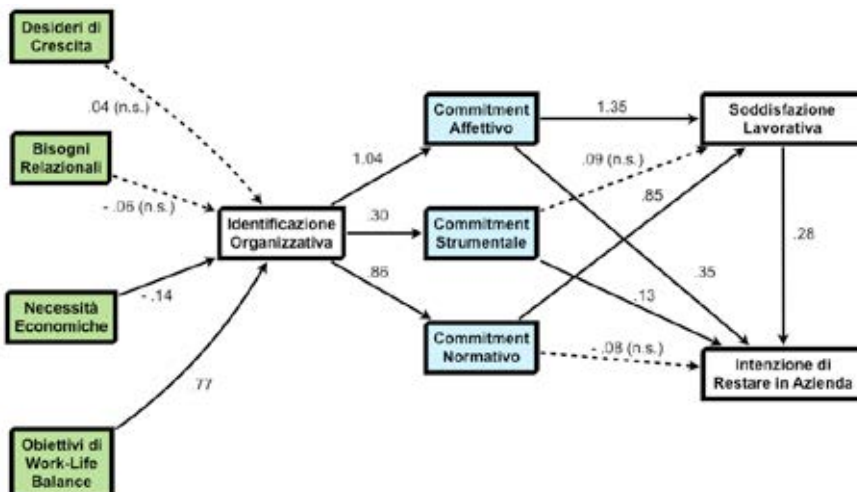 Desideri di
Crescita
.04 (n.s.)
Bisogni
Relazionali
- .06 (n.s.)
Necessità
Economiche
- .14
Obiettivi di
Work-Life
Balance
77
Identificazione
Organizzativa
1.04
.30
.86
Commitment
Affettivo
Commitment
Strumentale
Commitment
Normativo
1.35
.09 (n.s.)
.85
.35
.13
-.08 (n.s.)
Soddisfazione
Lavorativa
.28
Intenzione di
Restare in Azienda